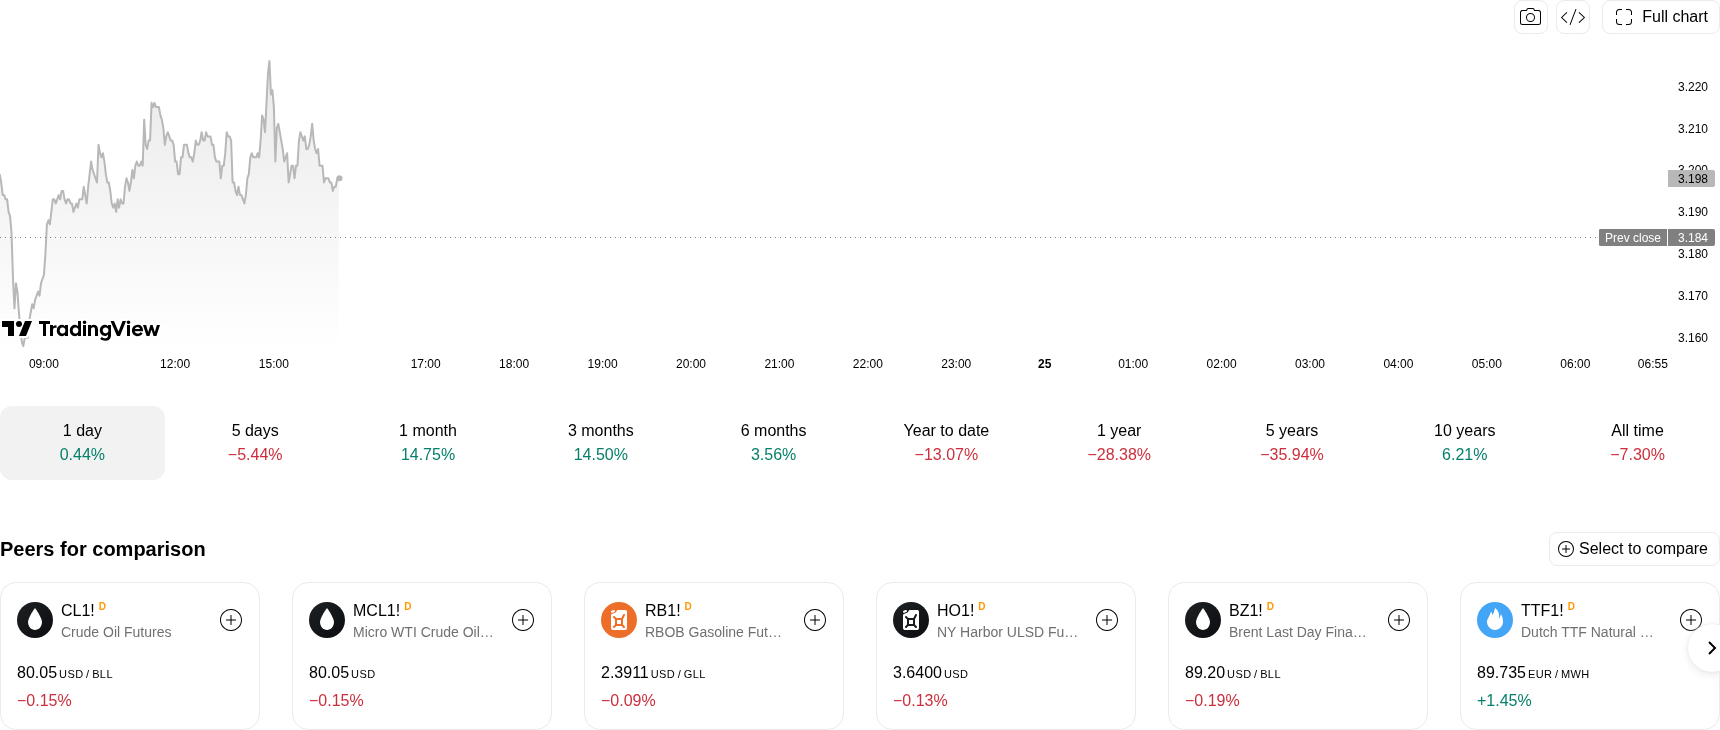 </> Full chart
3.220
3.210
3.200
3.198
3.190
Prev close 3.184
3.180
3.170
3.160
TradingView
09:00 12:00 15:00 17:00 18:00 19:00 20:00 21:00 22:00 23:00 25 01:00 02:00 03:00 04:00 05:00 06:00 06:55
1 day 5 days 1 month 3 months 6 months Year to date 1 year 5 years 10 years All time
0.44% −5.44% 14.75% 14.50% 3.56% −13.07% −28.38% −35.94% 6.21% −7.30%
Peers for comparison Select to compare
CL1! D MCL1! D RB1! D HO1! D BZ1! D TTF1! D
Crude Oil Futures Micro WTI Crude Oil… RBOB Gasoline Fut… NY Harbor ULSD Fu… Brent Last Day Fina… Dutch TTF Natural …
80.05 USD / BLL 80.05 USD 2.3911 USD / GLL 3.6400 USD 89.20 USD / BLL 89.735 EUR / MWH
−0.15% −0.15% −0.09% −0.13% −0.19% +1.45%